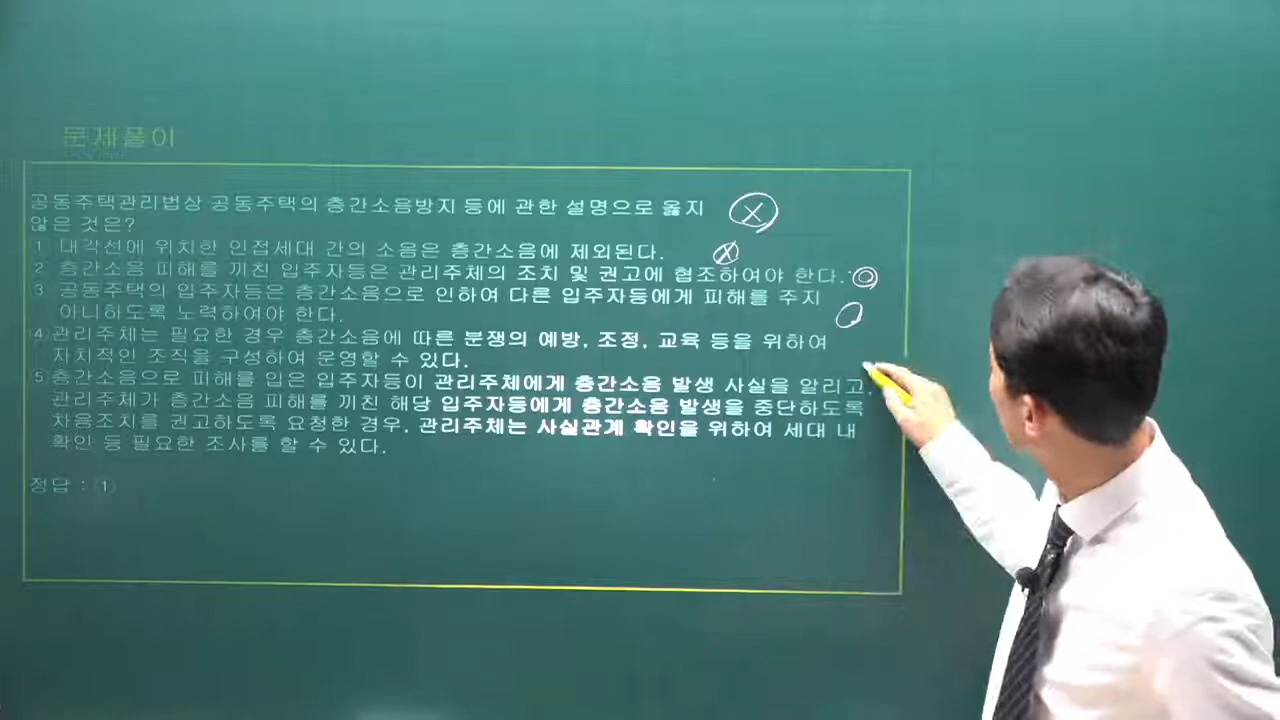 문제풀이
공동주택관리법상 공동주택의 층간소음방지 등에 관한 설명으로 옳지
않은 것은?
① 대각선에 위치한 인접세대 간의 소음은 층간소음에 제외된다.
② 층간소음 피해를 끼친 입주자등은 관리주체의 조치 및 권고에 협조하여야 한다.
③ 공동주택의 입주자등은 층간소음으로 인하여 다른 입주자등에게 피해를 주지
아니하도록 노력하여야 한다.
④ 관리주체는 필요한 경우 층간소음에 따른 분쟁의 예방, 조정, 교육 등을 위하여
자치적인 조직을 구성하여 운영할 수 있다.
⑤ 층간소음으로 피해를 입은 입주자등이 관리주체에게 층간소음 발생 사실을 알리고,
관리주체가 층간소음 피해를 끼친 해당 입주자등에게 층간소음 발생을 중단하도록
차음조치를 권고하도록 요청한 경우, 관리주체는 사실관계 확인을 위하여 세대 내
확인 등 필요한 조사를 할 수 있다.
정답 : ①